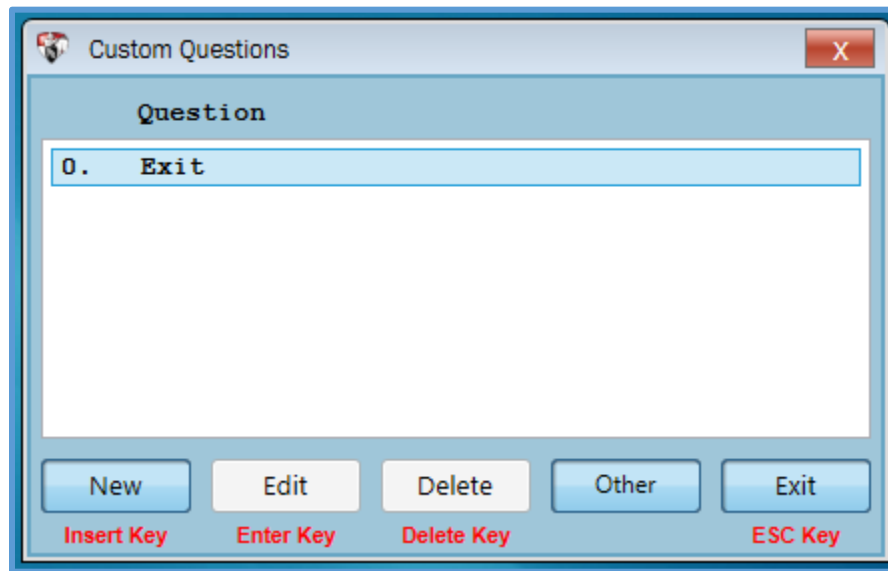 Custom Questions
X
Question
0. Exit
New Edit Delete Other Exit
Insert Key Enter Key Delete Key ESC Key